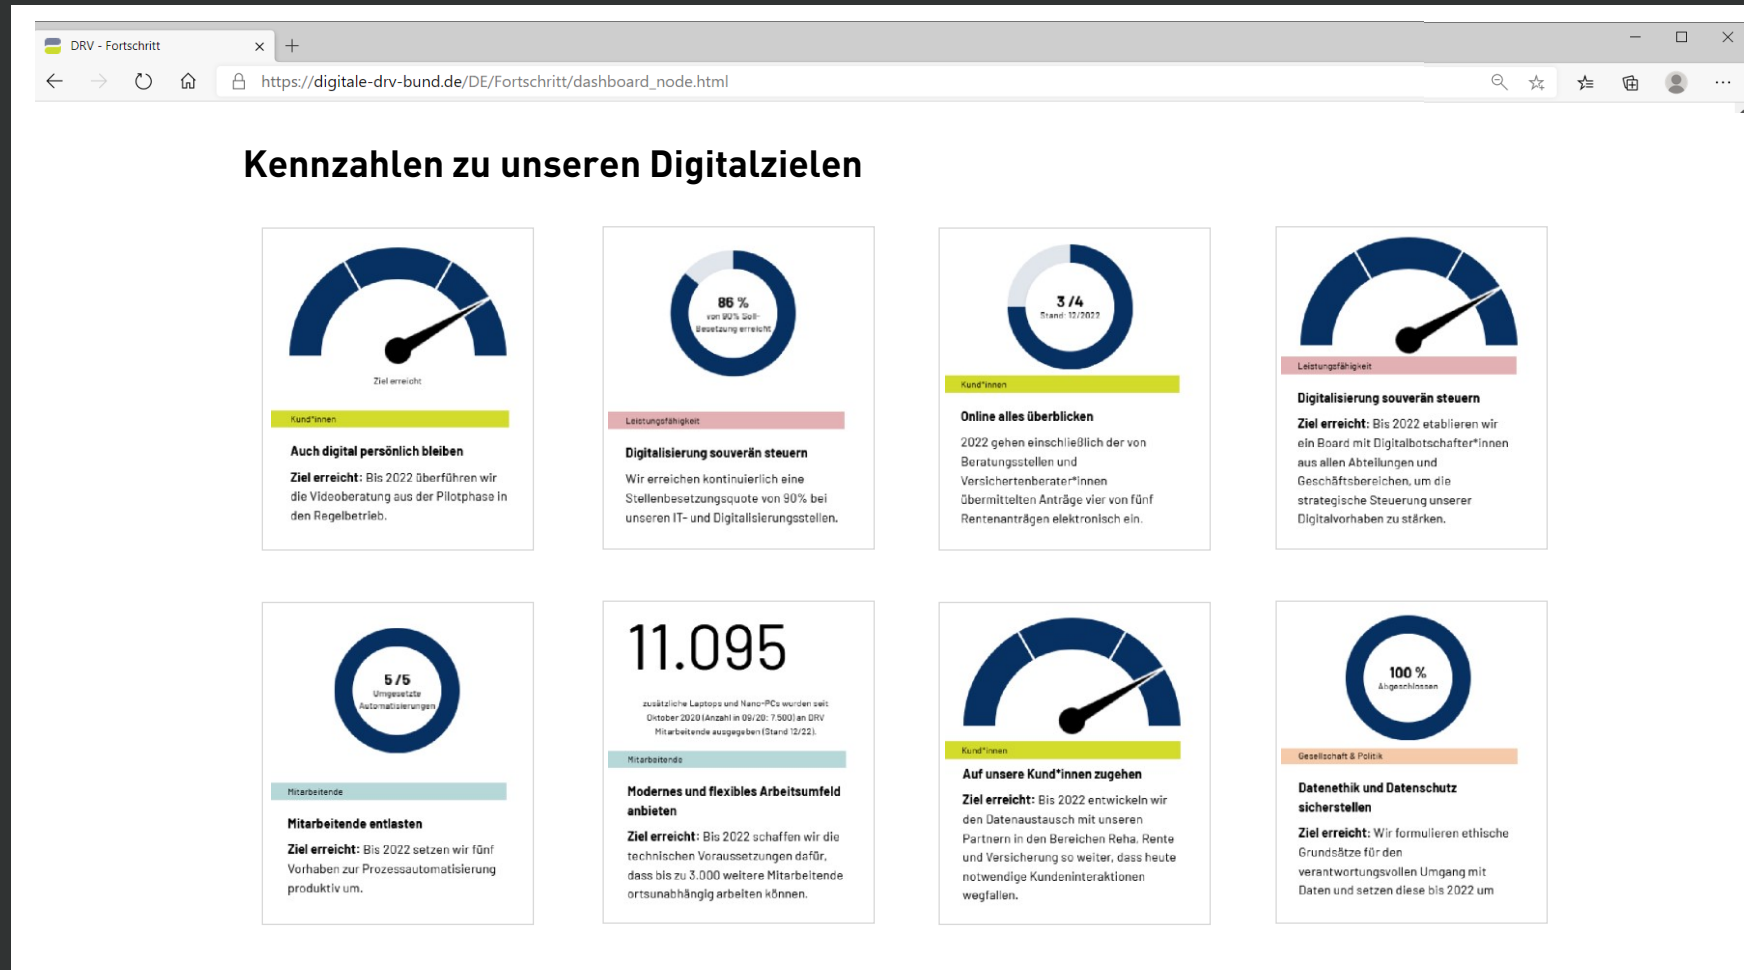 DRV - Fortschritt
https://digitale-drv-bund.de/DE/Fortschritt/dashboard_node.html
Kennzahlen zu unseren Digitalzielen
Ziel erreicht
Kund*innen
Auch digital persönlich bleiben
Ziel erreicht: Bis 2022 überführen wir
die Videoberatung aus der Pilotphase in
den Regelbetrieb.
86 %
von 90% Soll-
Besetzung erreicht
Leistungsfähigkeit
Digitalisierung souverän steuern
Wir erreichen kontinuierlich eine
Stellenbesetzungsquote von 90% bei
unseren IT- und Digitalisierungsstellen.
3 /4
Stand: 12/2022
Kund*innen
Online alles überblicken
2022 gehen einschließlich der von
Beratungsstellen und
Versichertenberater*innen
übermittelten Anträge vier von fünf
Rentenanträgen elektronisch ein.
Leistungsfähigkeit
Digitalisierung souverän steuern
Ziel erreicht: Bis 2022 etablieren wir
ein Board mit Digitalbotschafter*innen
aus allen Abteilungen und
Geschäftsbereichen, um die
strategische Steuerung unserer
Digitalvorhaben zu stärken.
5 /5
Umgesetzte
Automatisierungen
Mitarbeitende
Mitarbeitende entlasten
Ziel erreicht: Bis 2022 setzen wir fünf
Vorhaben zur Prozessautomatisierung
produktiv um.
11.095
zusätzliche Laptops und Nano-PCs wurden seit
Oktober 2020 (Anzahl in 09/20: 7.500) an DRV
Mitarbeitende ausgegeben (Stand 12/22).
Mitarbeitende
Modernes und flexibles Arbeitsumfeld
anbieten
Ziel erreicht: Bis 2022 schaffen wir die
technischen Voraussetzungen dafür,
dass bis zu 3.000 weitere Mitarbeitende
ortsunabhängig arbeiten können.
Kund*innen
Auf unsere Kund*innen zugehen
Ziel erreicht: Bis 2022 entwickeln wir
den Datenaustausch mit unseren
Partnern in den Bereichen Reha, Rente
und Versicherung so weiter, dass heute
notwendige Kundeninteraktionen
wegfallen.
100 %
Abgeschlossen
Gesellschaft & Politik
Datenethik und Datenschutz
sicherstellen
Ziel erreicht: Wir formulieren ethische
Grundsätze für den
verantwortungsvollen Umgang mit
Daten und setzen diese bis 2022 um